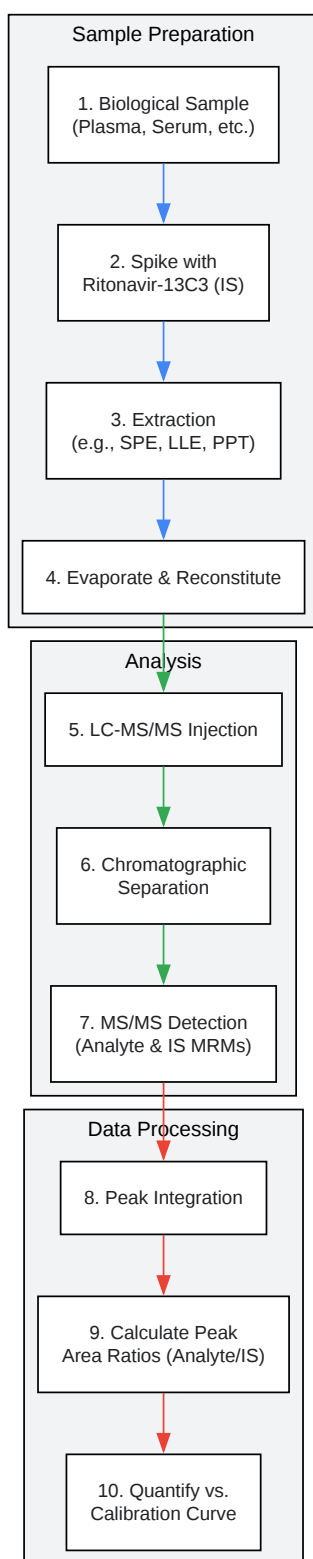 Sample Preparation
1. Biological Sample
(Plasma, Serum, etc.)
2. Spike with
Ritonavir-13C3 (IS)
3. Extraction
(e.g., SPE, LLE, PPT)
4. Evaporate & Reconstitute
Analysis
5. LC-MS/MS Injection
6. Chromatographic
Separation
7. MS/MS Detection
(Analyte & IS MRMs)
Data Processing
8. Peak Integration
9. Calculate Peak
Area Ratios (Analyte/IS)
10. Quantify vs.
Calibration Curve